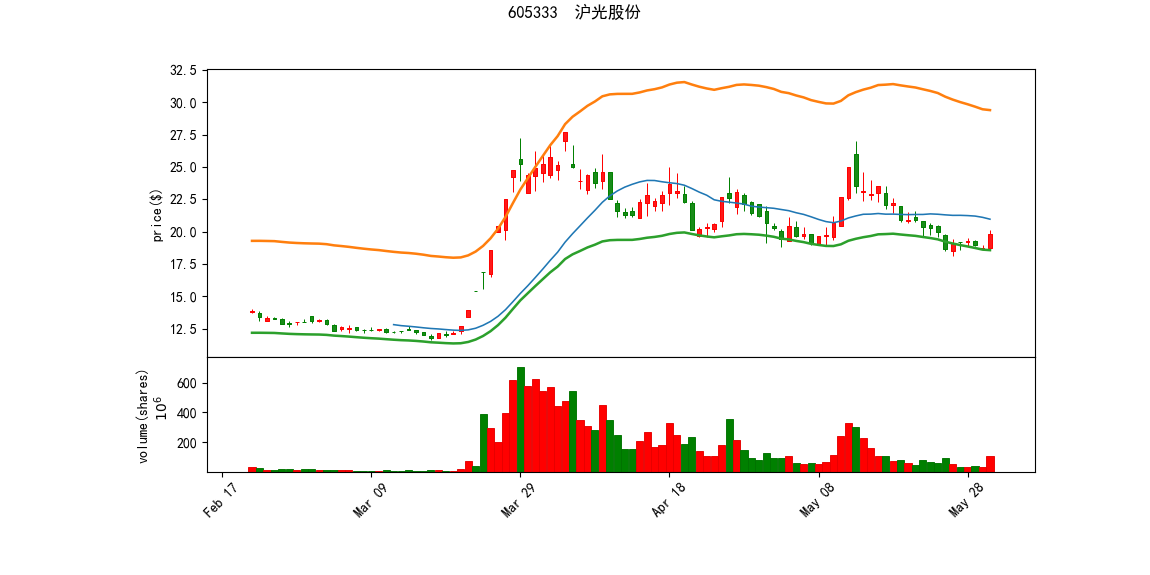 605333 沪光股份
price($)
32.5
30.0
27.5
25.0
22.5
20.0
17.5
15.0
12.5
volume(shares)
10^6
600
400
200
Feb 17
Mar 09
Mar 29
Apr 18
May 08
May 28